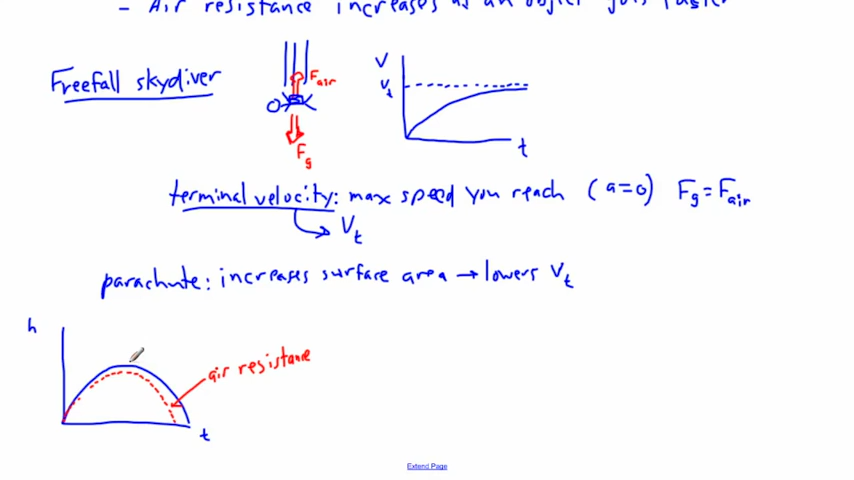 - Air resistance increases as an object gets faster
Freefall skydiver
Fair
Fg
V
Vt
t
terminal velocity: max speed you reach (a=0) Fg = Fair
Vt
parachute: increases surface area → lowers Vt
h
air resistance
t
Extend Page